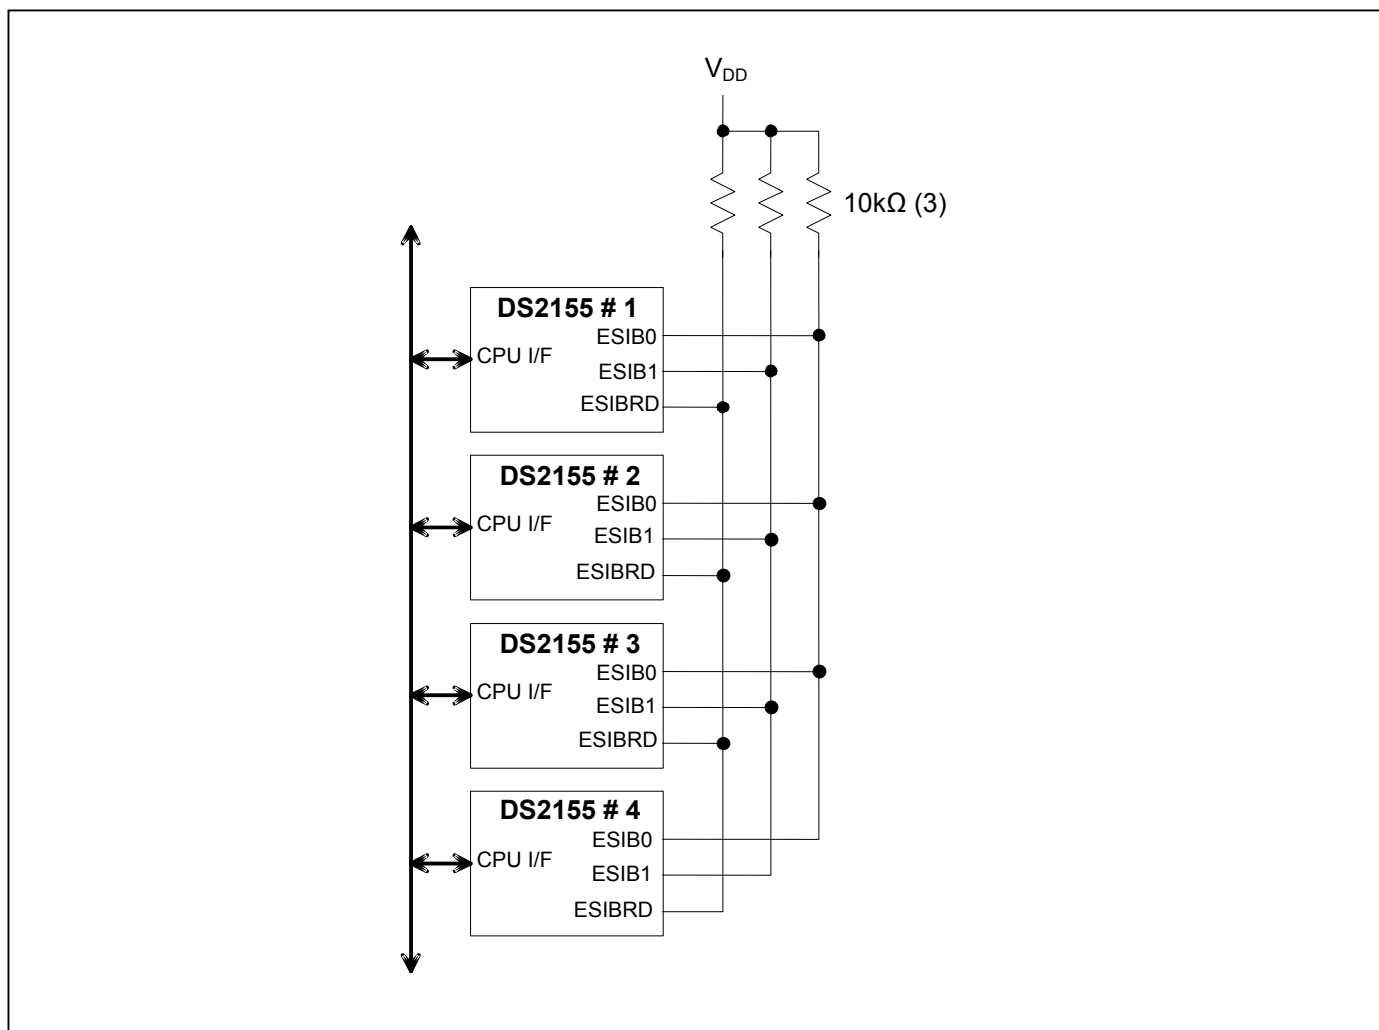 VDD
10kΩ (3)
DS2155 # 1
ESIB0
CPU I/F
ESIB1
ESIBRD
DS2155 # 2
ESIB0
CPU I/F
ESIB1
ESIBRD
DS2155 # 3
ESIB0
CPU I/F
ESIB1
ESIBRD
DS2155 # 4
ESIB0
CPU I/F
ESIB1
ESIBRD